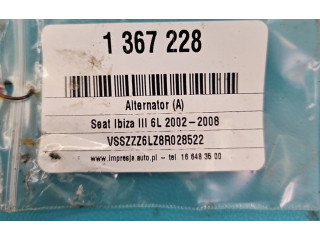 1 367 228
Alternator (A)
Seat Ibiza III 6L 2002-2008
VSSZZZ6LZ8R028522
www.impresja.auto.pl - tel. 16 648 35 00